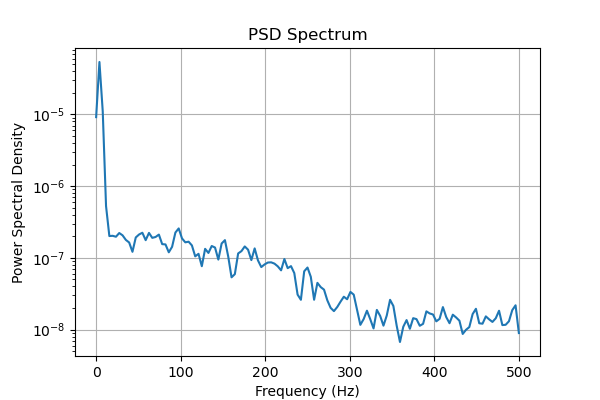 PSD Spectrum
Power Spectral Density
10⁻⁵
10⁻⁶
10⁻⁷
10⁻⁸
0 100 200 300 400 500
Frequency (Hz)